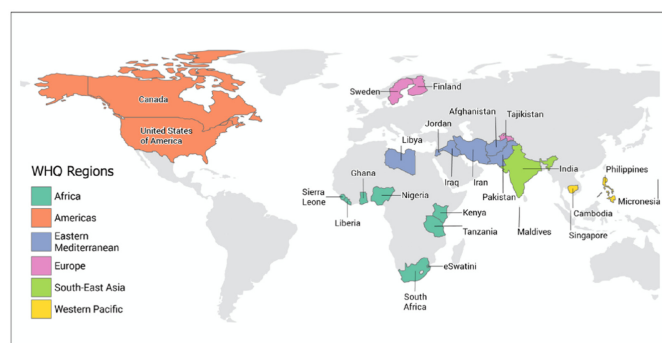 Canada
United States
of America
Sweden
Finland
Afghanistan
Tajikistan
Jordan
Libya
Iraq
Iran
Pakistan
India
Philippines
Micronesia
Cambodia
Singapore
Maldives
Ghana
Nigeria
Sierra
Leone
Liberia
Kenya
Tanzania
eSwatini
South
Africa
WHO Regions
Africa
Americas
Eastern
Mediterranean
Europe
South-East Asia
Western Pacific